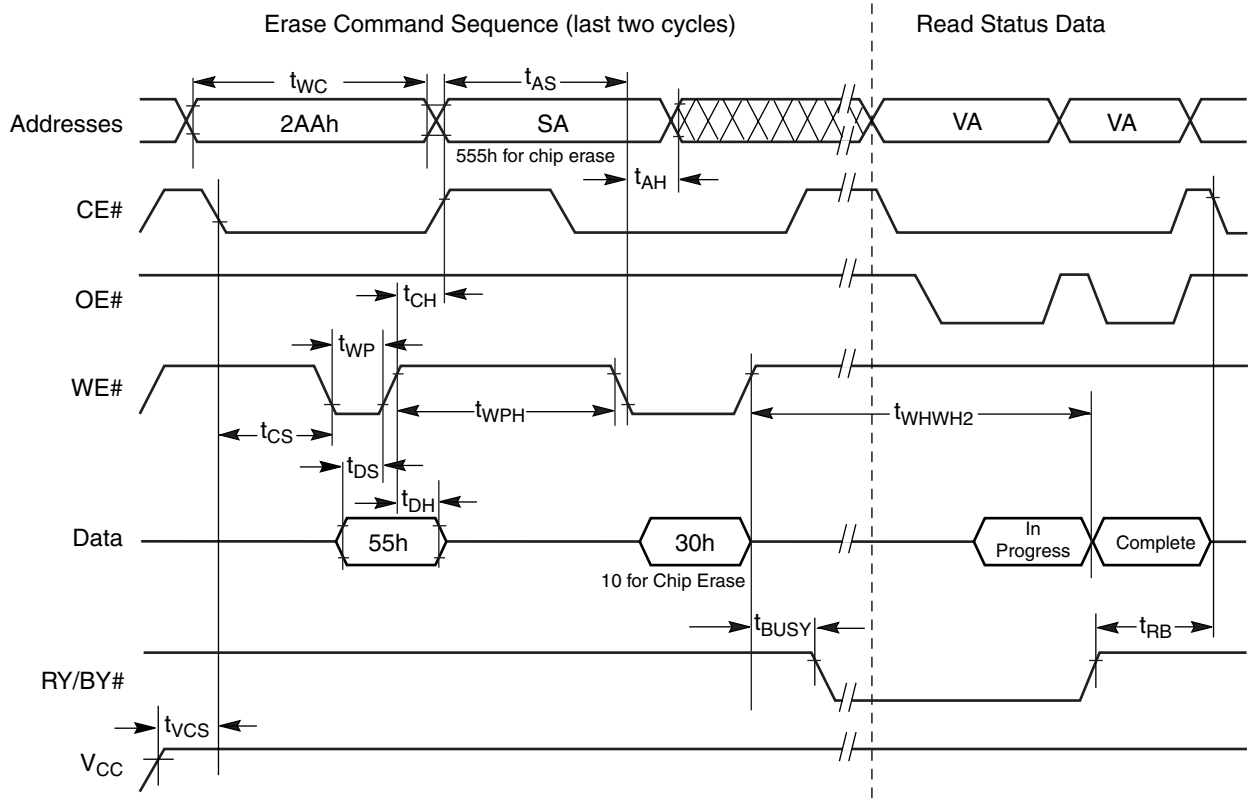 Erase Command Sequence (last two cycles)
Read Status Data
tWC
tAS
Addresses
2AAh
SA
VA
VA
555h for chip erase
tAH
CE#
OE#
tCH
tWP
WE#
tWPH
tWHWH2
tCS
tDS
tDH
Data
55h
30h
In
Progress
Complete
10 for Chip Erase
tBUSY
tRB
RY/BY#
tVCS
VCC